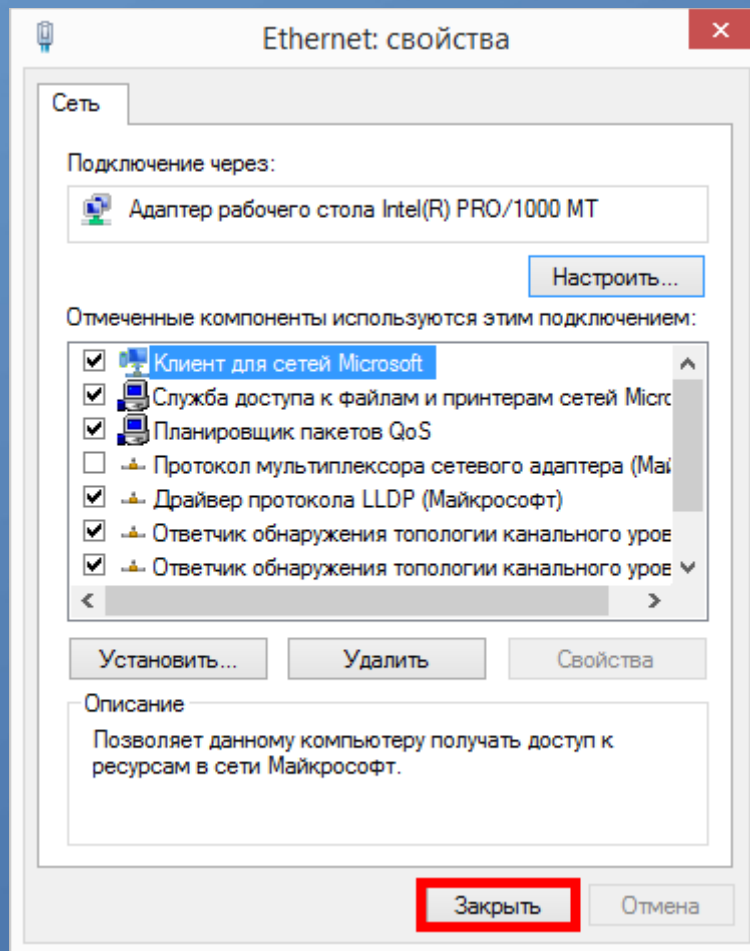 Ethernet: свойства
Сеть
Подключение через:
Адаптер рабочего стола Intel(R) PRO/1000 MT
Настроить...
Отмеченные компоненты используются этим подключением:
Клиент для сетей Microsoft
Служба доступа к файлам и принтерам сетей Micro
Планировщик пакетов QoS
Протокол мультиплексора сетевого адаптера (Май
Драйвер протокола LLDP (Майкрософт)
Ответчик обнаружения топологии канального уров
Ответчик обнаружения топологии канального уров
Установить...
Удалить
Свойства
Описание
Позволяет данному компьютеру получать доступ к
ресурсам в сети Майкрософт.
Закрыть
Отмена